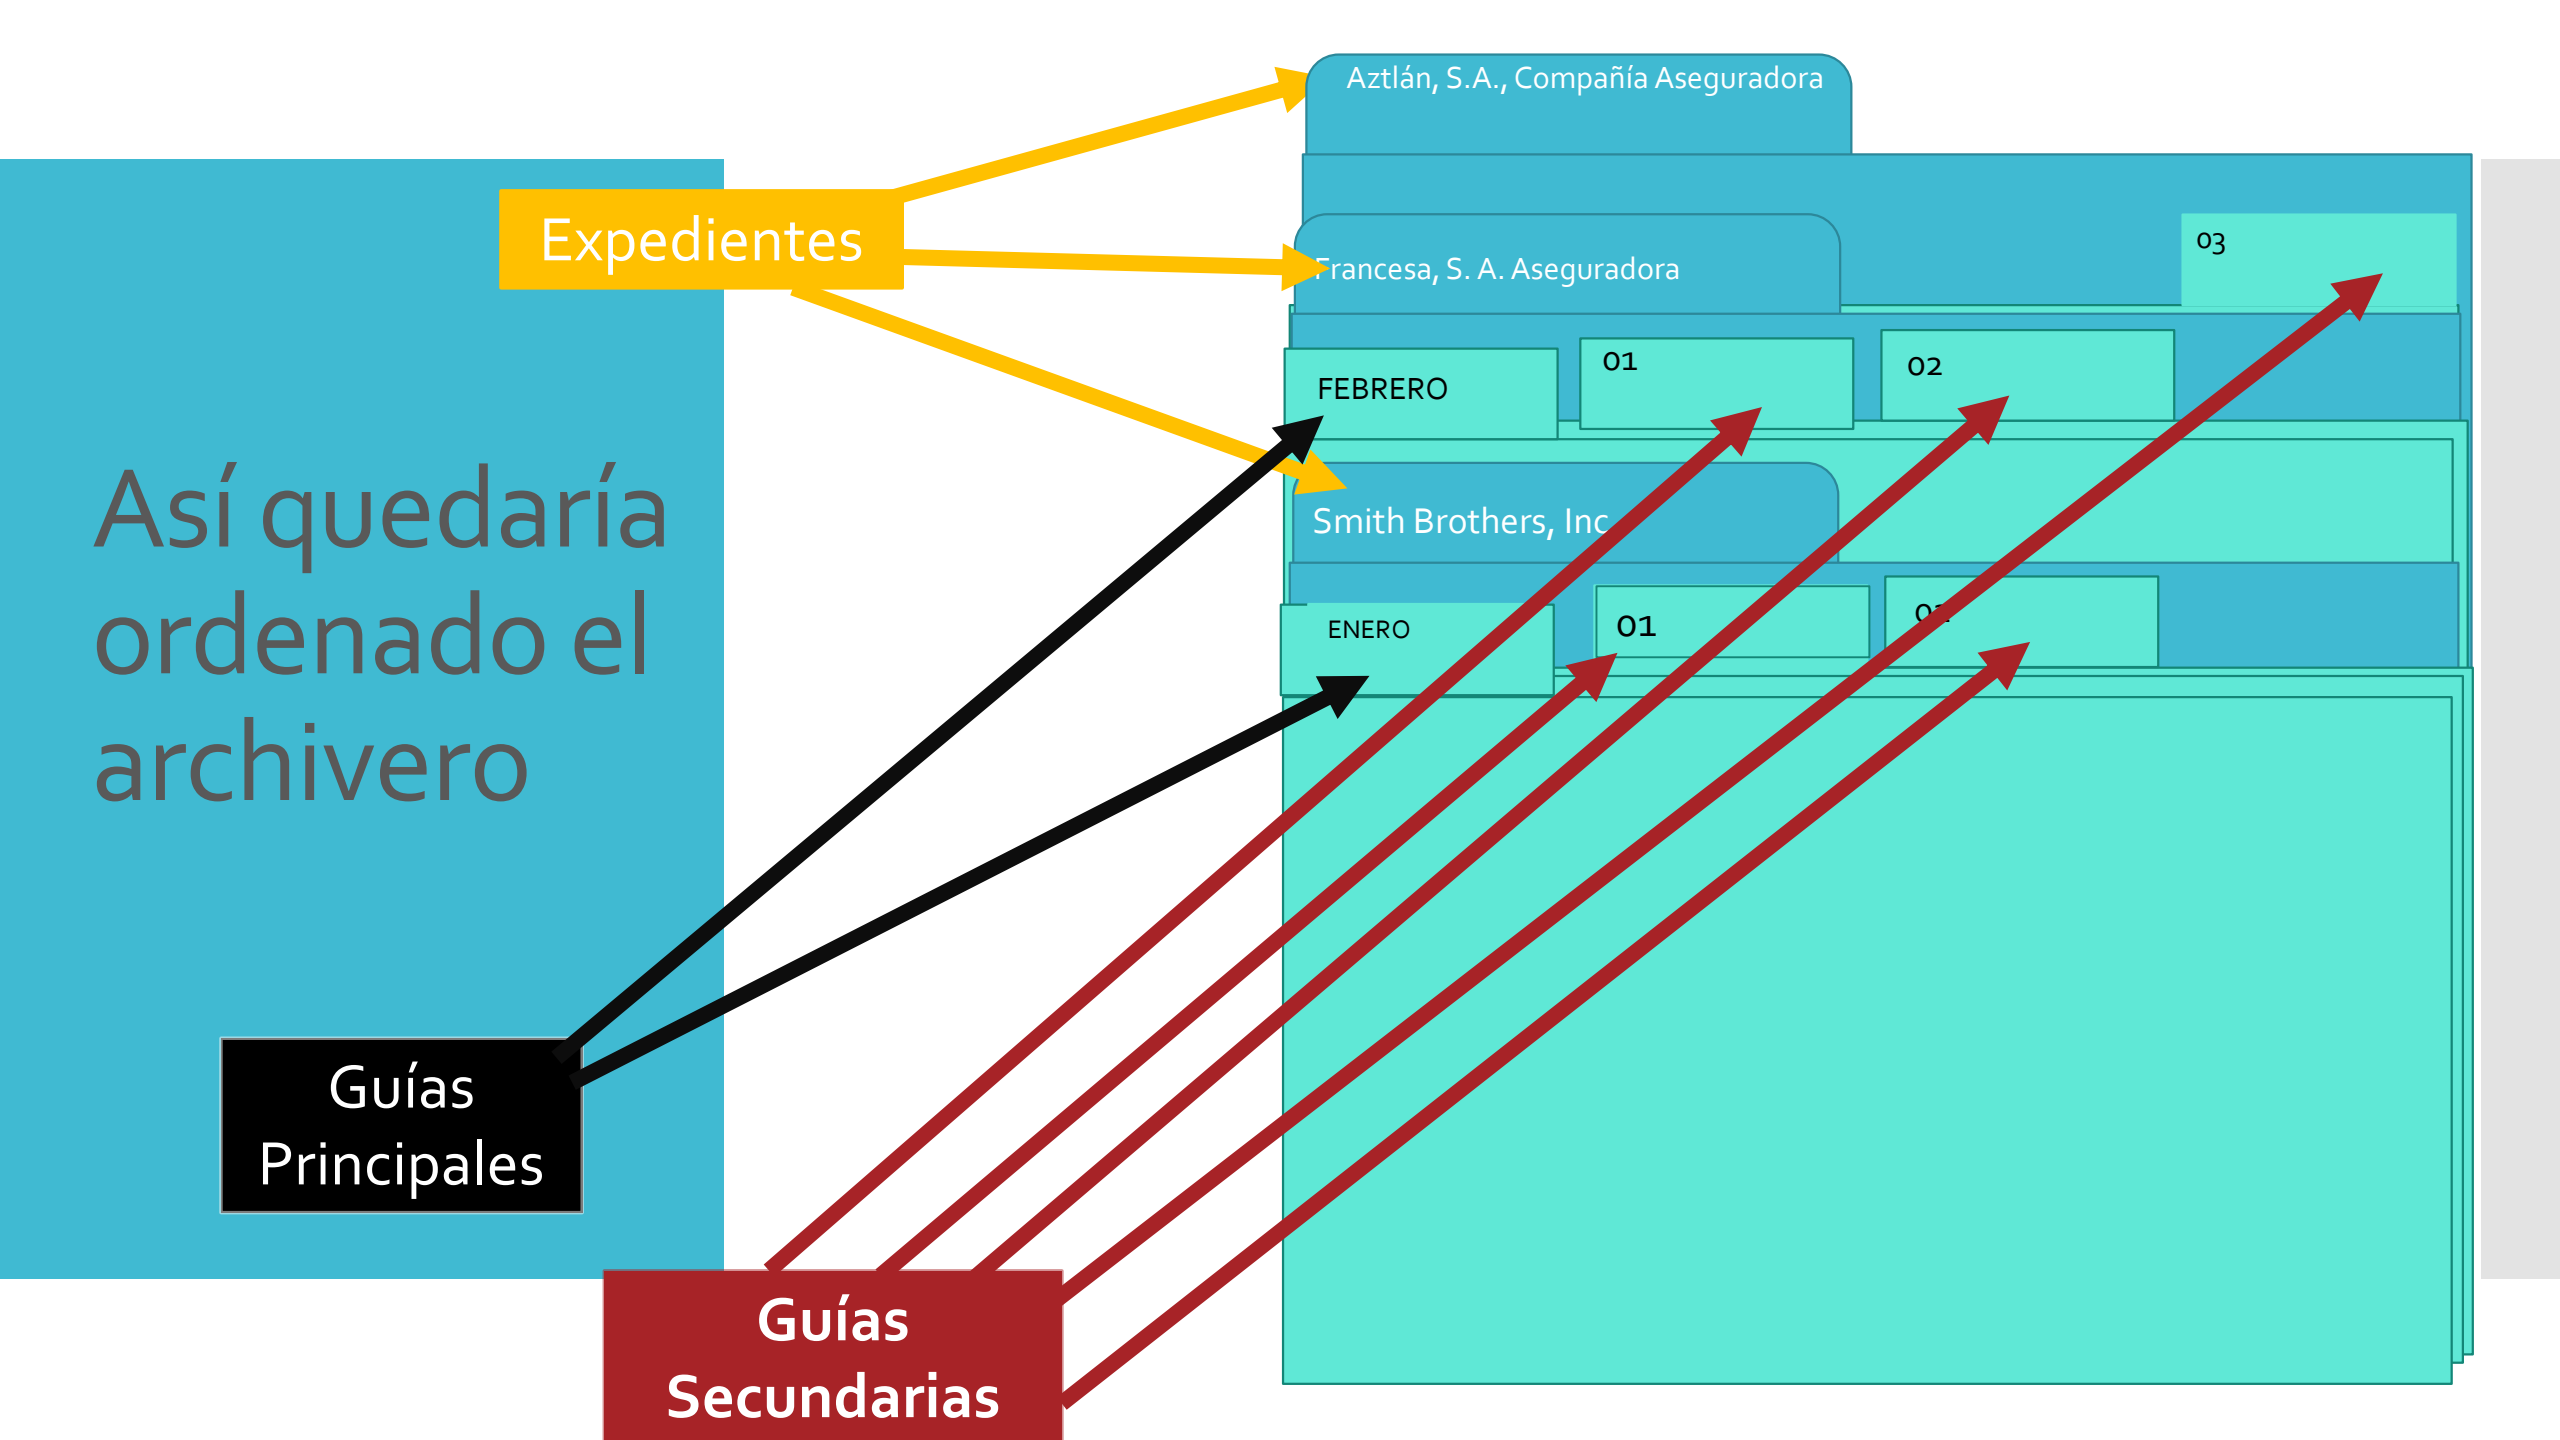 Aztlán, S.A., Compañía Aseguradora
Expedientes
03
Francesa, S. A. Aseguradora
01
02
FEBRERO
Así quedaría
ordenado el
archivero
Smith Brothers, Inc
ENERO
01
Guías
Principales
Guías
Secundarias